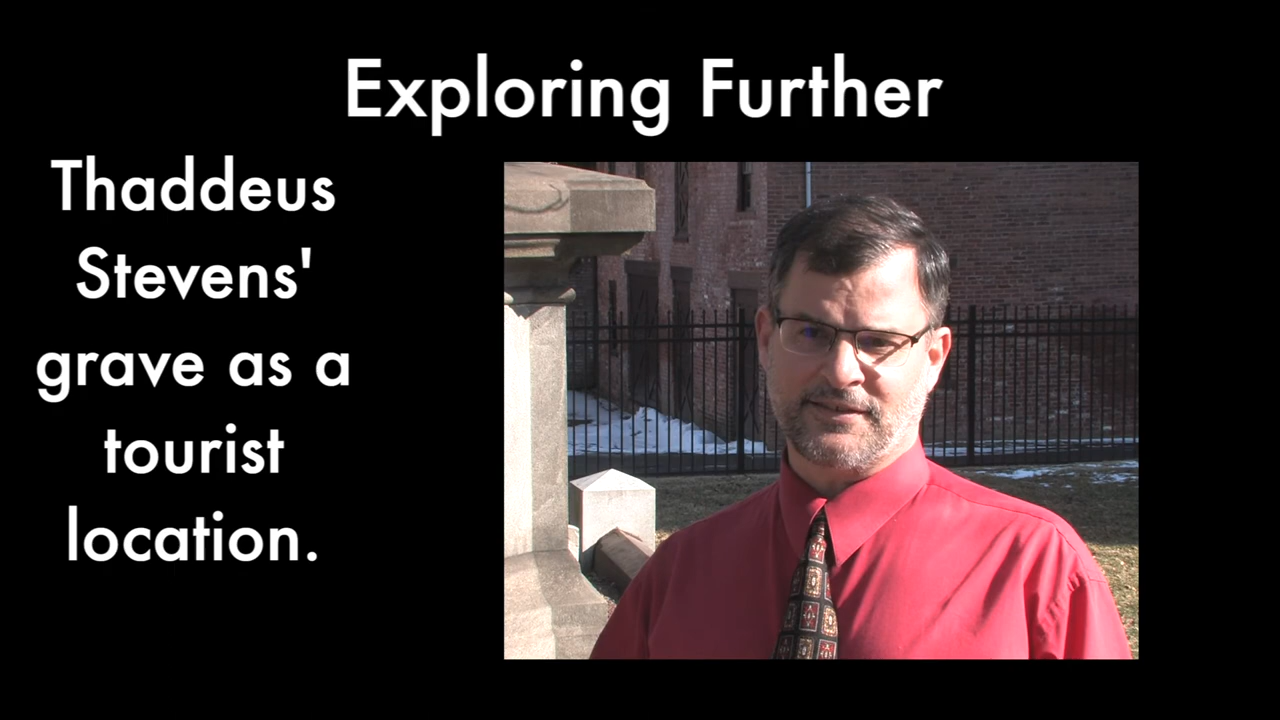 Exploring Further
Thaddeus
Stevens'
grave as a
tourist
location.